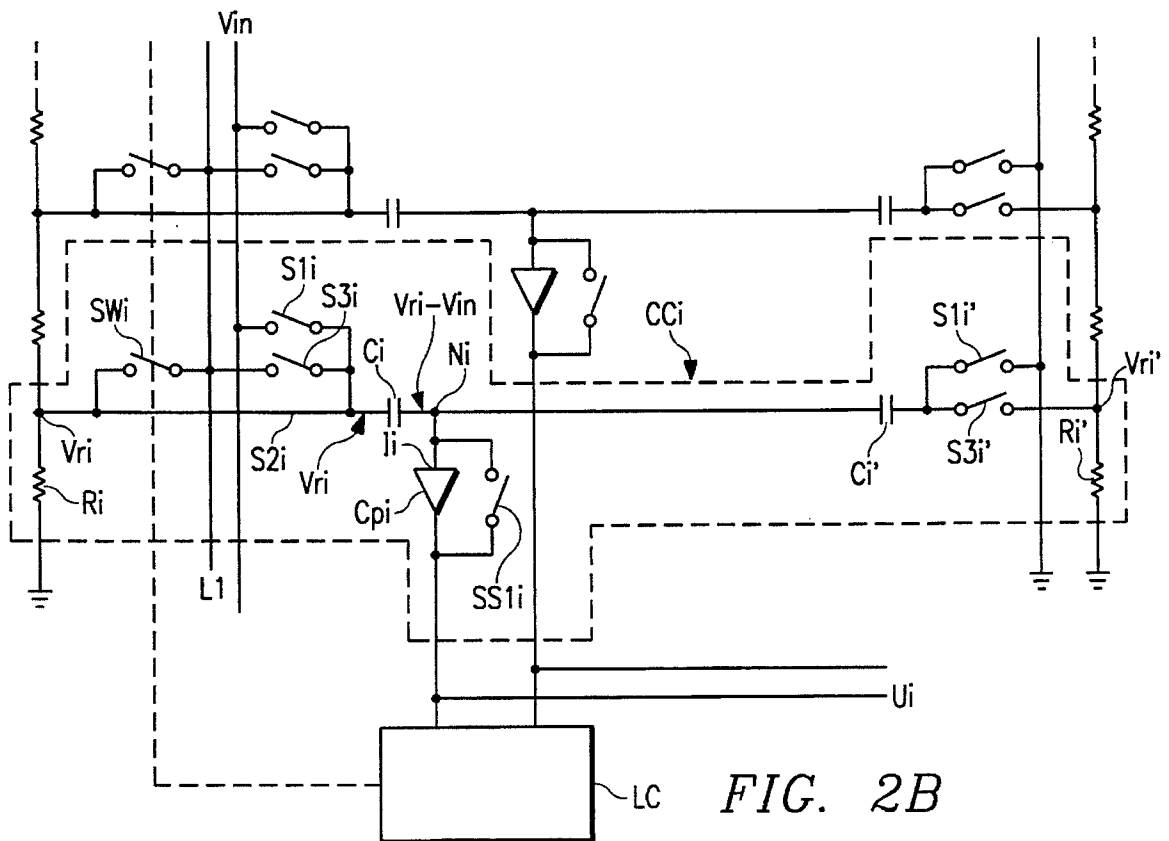 Vin
S1i
S3i
SWi
Vri-Vin
CCi
Ci
Ni
S1i'
Vri'
Vri
S2i
Vri
Ii
Ci'
S3i'
Ri'
Ri
Cpi
SS1i
L1
Ui
LC
FIG. 2B